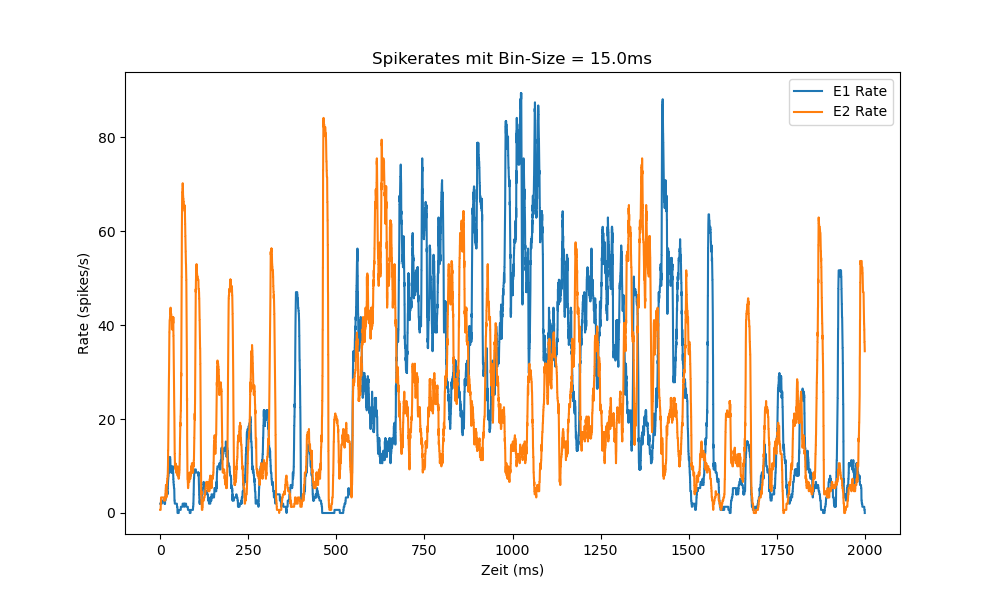 Spikerates mit Bin-Size = 15.0ms
E1 Rate
E2 Rate
Rate (spikes/s)
80
60
40
20
0
0 250 500 750 1000 1250 1500 1750 2000
Zeit (ms)